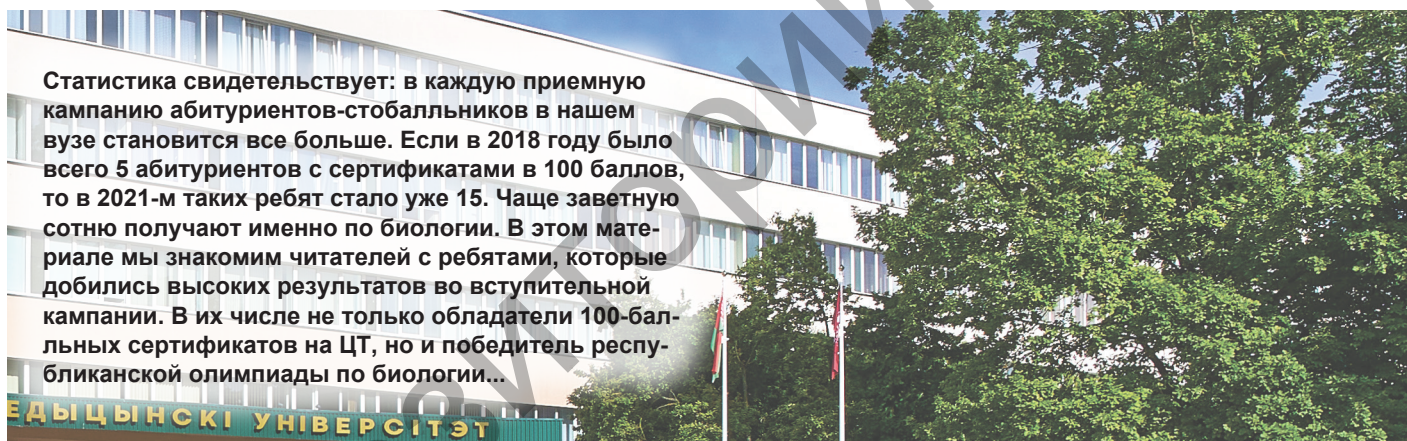 Статистика свидетельствует: в каждую приемную
кампанию абитуриентов-стобалльников в нашем
вузе становится все больше. Если в 2018 году было
всего 5 абитуриентов с сертификатами в 100 баллов,
то в 2021-м таких ребят стало уже 15. Чаще заветную
сотню получают именно по биологии. В этом мате-
риале мы знакомим читателей с ребятами, которые
добились высоких результатов во вступительной
кампании. В их числе не только обладатели 100-бал-
льных сертификатов на ЦТ, но и победитель респу-
бликанской олимпиады по биологии...
ЕДЫЦЫНСКІ УНІВЕРСІТЭТ